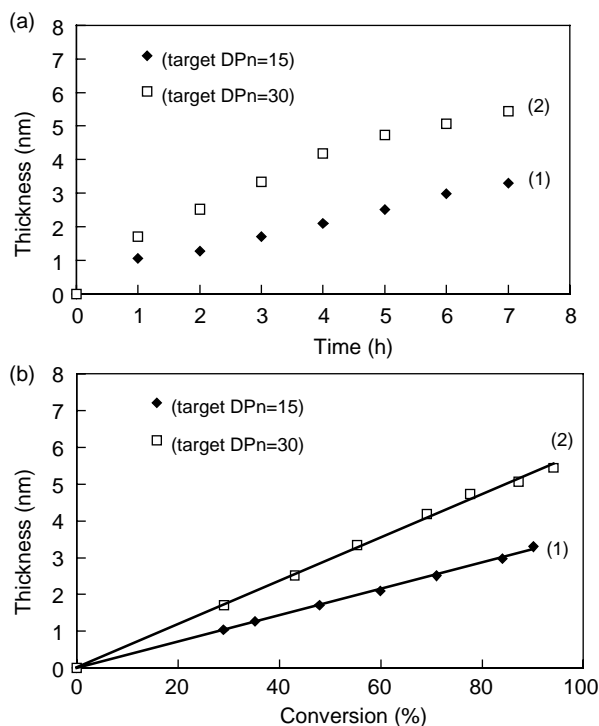 (a)
8
7
6
5
4
3
2
1
0
Thickness (nm)
(target DPn=15)
(target DPn=30)
(2)
(1)
0 1 2 3 4 5 6 7 8
Time (h)
(b)
8
7
6
5
4
3
2
1
0
Thickness (nm)
(target DPn=15)
(target DPn=30)
(2)
(1)
0 20 40 60 80 100
Conversion (%)